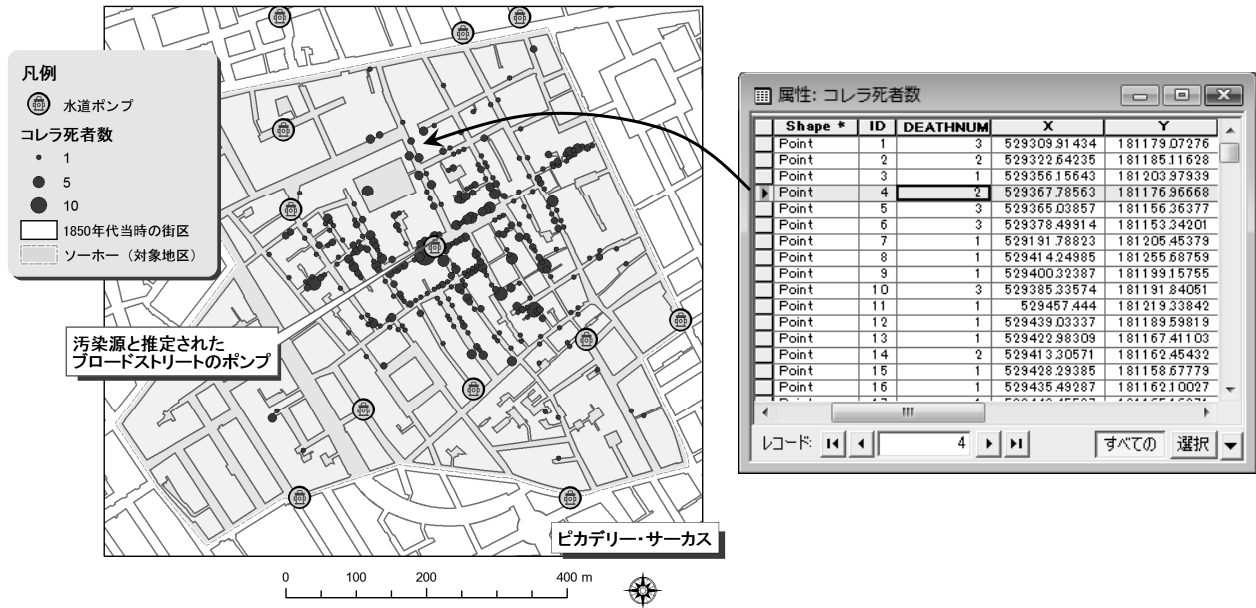 凡例
水道ポンプ
コレラ死者数
1
5
10
1850年代当時の街区
ソーホー（対象地区）
汚染源と推定された
ブロードストリートのポンプ
ピカデリー・サーカス
0 100 200 400 m
属性: コレラ死者数
Shape * ID DEATHNUM X Y
Point 1 3 529309.91434 181179.07276
Point 2 2 529322.64235 181185.11628
Point 3 1 529356.15643 181203.97939
Point 4 2 529367.78563 181176.96668
Point 5 3 529365.03857 181156.36377
Point 6 3 529378.49914 181153.34201
Point 7 1 529191.78823 181205.45379
Point 8 1 529414.24985 181255.68759
Point 9 1 529400.32387 181199.15755
Point 10 3 529385.33574 181191.84051
Point 11 1 529457.444 181219.33842
Point 12 1 529439.03337 181189.59819
Point 13 1 529422.98309 181167.41103
Point 14 2 529413.30571 181162.45432
Point 15 1 529428.29385 181158.67779
Point 16 1 529435.49287 181162.10027
レコード: 4 すべての 選択